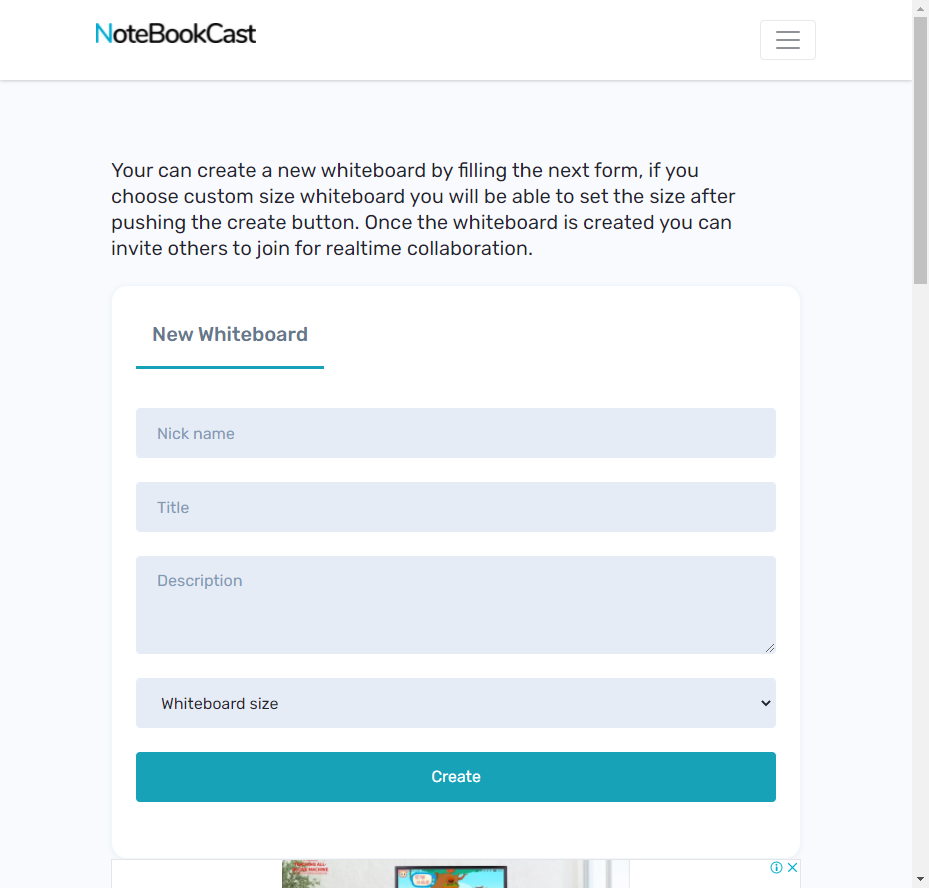 NoteBookCast
Your can create a new whiteboard by filling the next form, if you
choose custom size whiteboard you will be able to set the size after
pushing the create button. Once the whiteboard is created you can
invite others to join for realtime collaboration.
New Whiteboard
Nick name
Title
Description
Whiteboard size
Create